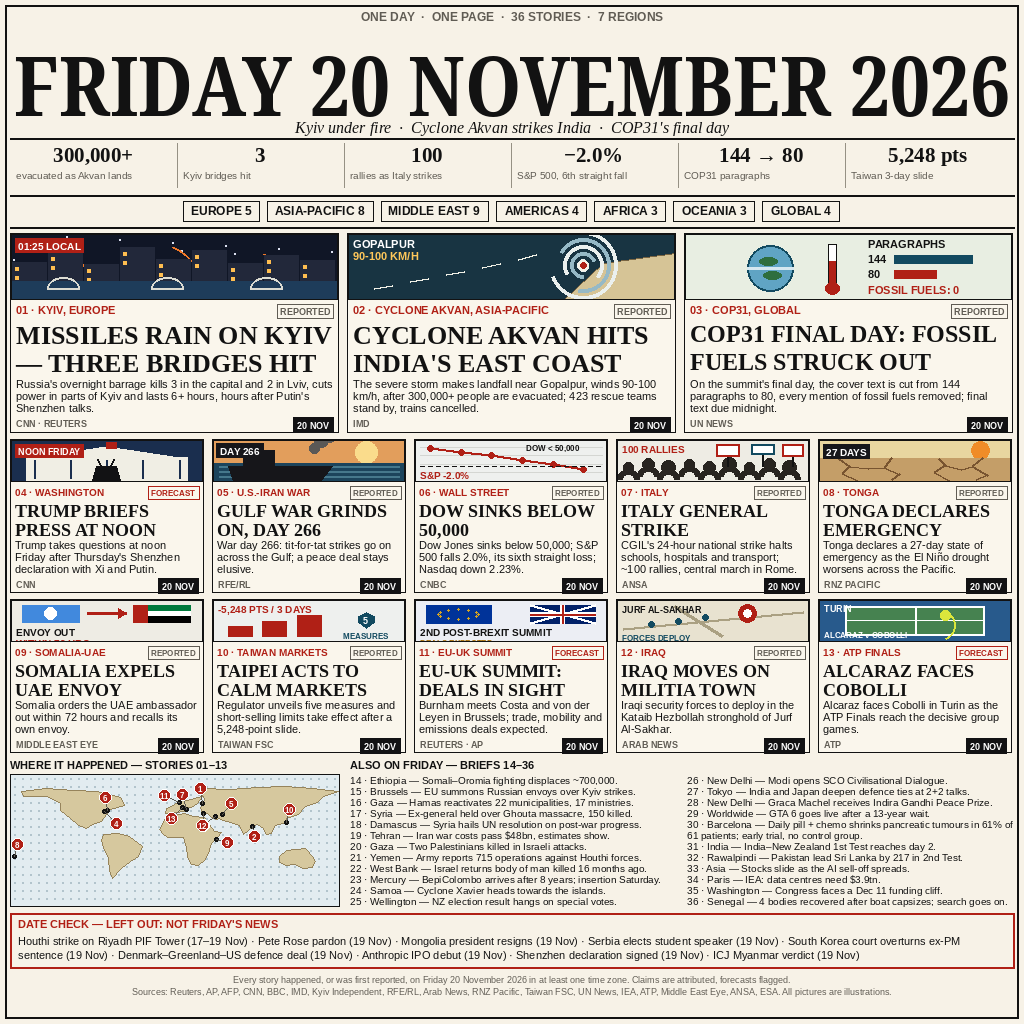 ONE DAY · ONE PAGE · 36 STORIES · 7 REGIONS
FRIDAY 20 NOVEMBER 2026
Kyiv under fire · Cyclone Akvan strikes India · COP31's final day
300,000+
evacuated as Akvan lands
3
Kyiv bridges hit
100
rallies as Italy strikes
−2.0%
S&P 500, 6th straight fall
144 → 80
COP31 paragraphs
5,248 pts
Taiwan 3-day slide
EUROPE 5
ASIA-PACIFIC 8
MIDDLE EAST 9
AMERICAS 4
AFRICA 3
OCEANIA 3
GLOBAL 4
01:25 LOCAL
01 · KYIV, EUROPE
REPORTED
MISSILES RAIN ON KYIV
— THREE BRIDGES HIT
Russia's overnight barrage kills 3 in the capital and 2 in Lviv, cuts
power in parts of Kyiv and lasts 6+ hours, hours after Putin's
Shenzhen talks.
CNN · REUTERS
20 NOV
GOPALPUR
90-100 KM/H
02 · CYCLONE AKVAN, ASIA-PACIFIC
REPORTED
CYCLONE AKVAN HITS
INDIA'S EAST COAST
The severe storm makes landfall near Gopalpur, winds 90-100
km/h, after 300,000+ people are evacuated; 423 rescue teams
stand by, trains cancelled.
IMD
20 NOV
PARAGRAPHS
144
80
FOSSIL FUELS: 0
03 · COP31, GLOBAL
REPORTED
COP31 FINAL DAY: FOSSIL
FUELS STRUCK OUT
On the summit's final day, the cover text is cut from 144
paragraphs to 80, every mention of fossil fuels removed; final
text due midnight.
UN NEWS
20 NOV
NOON FRIDAY
04 · WASHINGTON
FORECAST
TRUMP BRIEFS
PRESS AT NOON
Trump takes questions at noon
Friday after Thursday's Shenzhen
declaration with Xi and Putin.
CNN
20 NOV
DAY 266
05 · U.S.-IRAN WAR
REPORTED
GULF WAR GRINDS
ON, DAY 266
War day 266: tit-for-tat strikes go on
across the Gulf; a peace deal stays
elusive.
RFE/RL
20 NOV
DOW < 50,000
S&P -2.0%
06 · WALL STREET
REPORTED
DOW SINKS BELOW
50,000
Dow Jones sinks below 50,000; S&P
500 falls 2.0%, its sixth straight loss;
Nasdaq down 2.23%.
CNBC
20 NOV
100 RALLIES
07 · ITALY
REPORTED
ITALY GENERAL
STRIKE
CGIL's 24-hour national strike halts
schools, hospitals and transport;
~100 rallies, central march in Rome.
ANSA
20 NOV
27 DAYS
08 · TONGA
REPORTED
TONGA DECLARES
EMERGENCY
Tonga declares a 27-day state of
emergency as the El Niño drought
worsens across the Pacific.
RNZ PACIFIC
20 NOV
ENVOY OUT
09 · SOMALIA-UAE
REPORTED
SOMALIA EXPELS
UAE ENVOY
Somalia orders the UAE ambassador
out within 72 hours and recalls its
own envoy.
MIDDLE EAST EYE
20 NOV
-5,248 PTS / 3 DAYS
5
MEASURES
10 · TAIWAN MARKETS
REPORTED
TAIPEI ACTS TO
CALM MARKETS
Regulator unveils five measures and
short-selling limits take effect after a
5,248-point slide.
TAIWAN FSC
20 NOV
2ND POST-BREXIT SUMMIT
11 · EU-UK SUMMIT
FORECAST
EU-UK SUMMIT:
DEALS IN SIGHT
Burnham meets Costa and von der
Leyen in Brussels; trade, mobility and
emissions deals expected.
REUTERS · AP
20 NOV
JURF AL-SAKHAR
FORCES DEPLOY
12 · IRAQ
REPORTED
IRAQ MOVES ON
MILITIA TOWN
Iraqi security forces to deploy in the
Kataib Hezbollah stronghold of Jurf
Al-Sakhar.
ARAB NEWS
20 NOV
TURIN
ALCARAZ v COBOLLI
13 · ATP FINALS
FORECAST
ALCARAZ FACES
COBOLLI
Alcaraz faces Cobolli in Turin as the
ATP Finals reach the decisive group
games.
ATP
20 NOV
WHERE IT HAPPENED — STORIES 01–13
6
11
7
1
5
10
4
13
12
2
9
8
ALSO ON FRIDAY — BRIEFS 14–36
14 · Ethiopia — Somali–Oromia fighting displaces ~700,000.
15 · Brussels — EU summons Russian envoys over Kyiv strikes.
16 · Gaza — Hamas reactivates 22 municipalities, 17 ministries.
17 · Syria — Ex-general held over Ghouta massacre, 150 killed.
18 · Damascus — Syria hails UN resolution on post-war progress.
19 · Tehran — Iran war costs pass $48bn, estimates show.
20 · Gaza — Two Palestinians killed in Israeli attacks.
21 · Yemen — Army reports 715 operations against Houthi forces.
22 · West Bank — Israel returns body of man killed 16 months ago.
23 · Mercury — BepiColombo arrives after 8 years; insertion Saturday.
24 · Samoa — Cyclone Xavier heads towards the islands.
25 · Wellington — NZ election result hangs on special votes.
26 · New Delhi — Modi opens SCO Civilisational Dialogue.
27 · Tokyo — India and Japan deepen defence ties at 2+2 talks.
28 · New Delhi — Graca Machel receives Indira Gandhi Peace Prize.
29 · Worldwide — GTA 6 goes live after a 13-year wait.
30 · Barcelona — Daily pill + chemo shrinks pancreatic tumours in 61% of
61 patients; early trial, no control group.
31 · India — India–New Zealand 1st Test reaches day 2.
32 · Rawalpindi — Pakistan lead Sri Lanka by 217 in 2nd Test.
33 · Asia — Stocks slide as the AI sell-off spreads.
34 · Paris — IEA: data centres need $3.9tn.
35 · Washington — Congress faces a Dec 11 funding cliff.
36 · Senegal — 4 bodies recovered after boat capsizes; search goes on.
DATE CHECK — LEFT OUT: NOT FRIDAY'S NEWS
Houthi strike on Riyadh PIF Tower (17–19 Nov) · Pete Rose pardon (19 Nov) · Mongolia president resigns (19 Nov) · Serbia elects student speaker (19 Nov) · South Korea court overturns ex-PM
sentence (19 Nov) · Denmark–Greenland–US defence deal (19 Nov) · Anthropic IPO debut (19 Nov) · Shenzhen declaration signed (19 Nov) · ICJ Myanmar verdict (19 Nov)
Every story happened, or was first reported, on Friday 20 November 2026 in at least one time zone. Claims are attributed, forecasts flagged.
Sources: Reuters, AP, AFP, CNN, BBC, IMD, Kyiv Independent, RFE/RL, Arab News, RNZ Pacific, Taiwan FSC, UN News, IEA, ATP, Middle East Eye, ANSA, ESA. All pictures are illustrations.